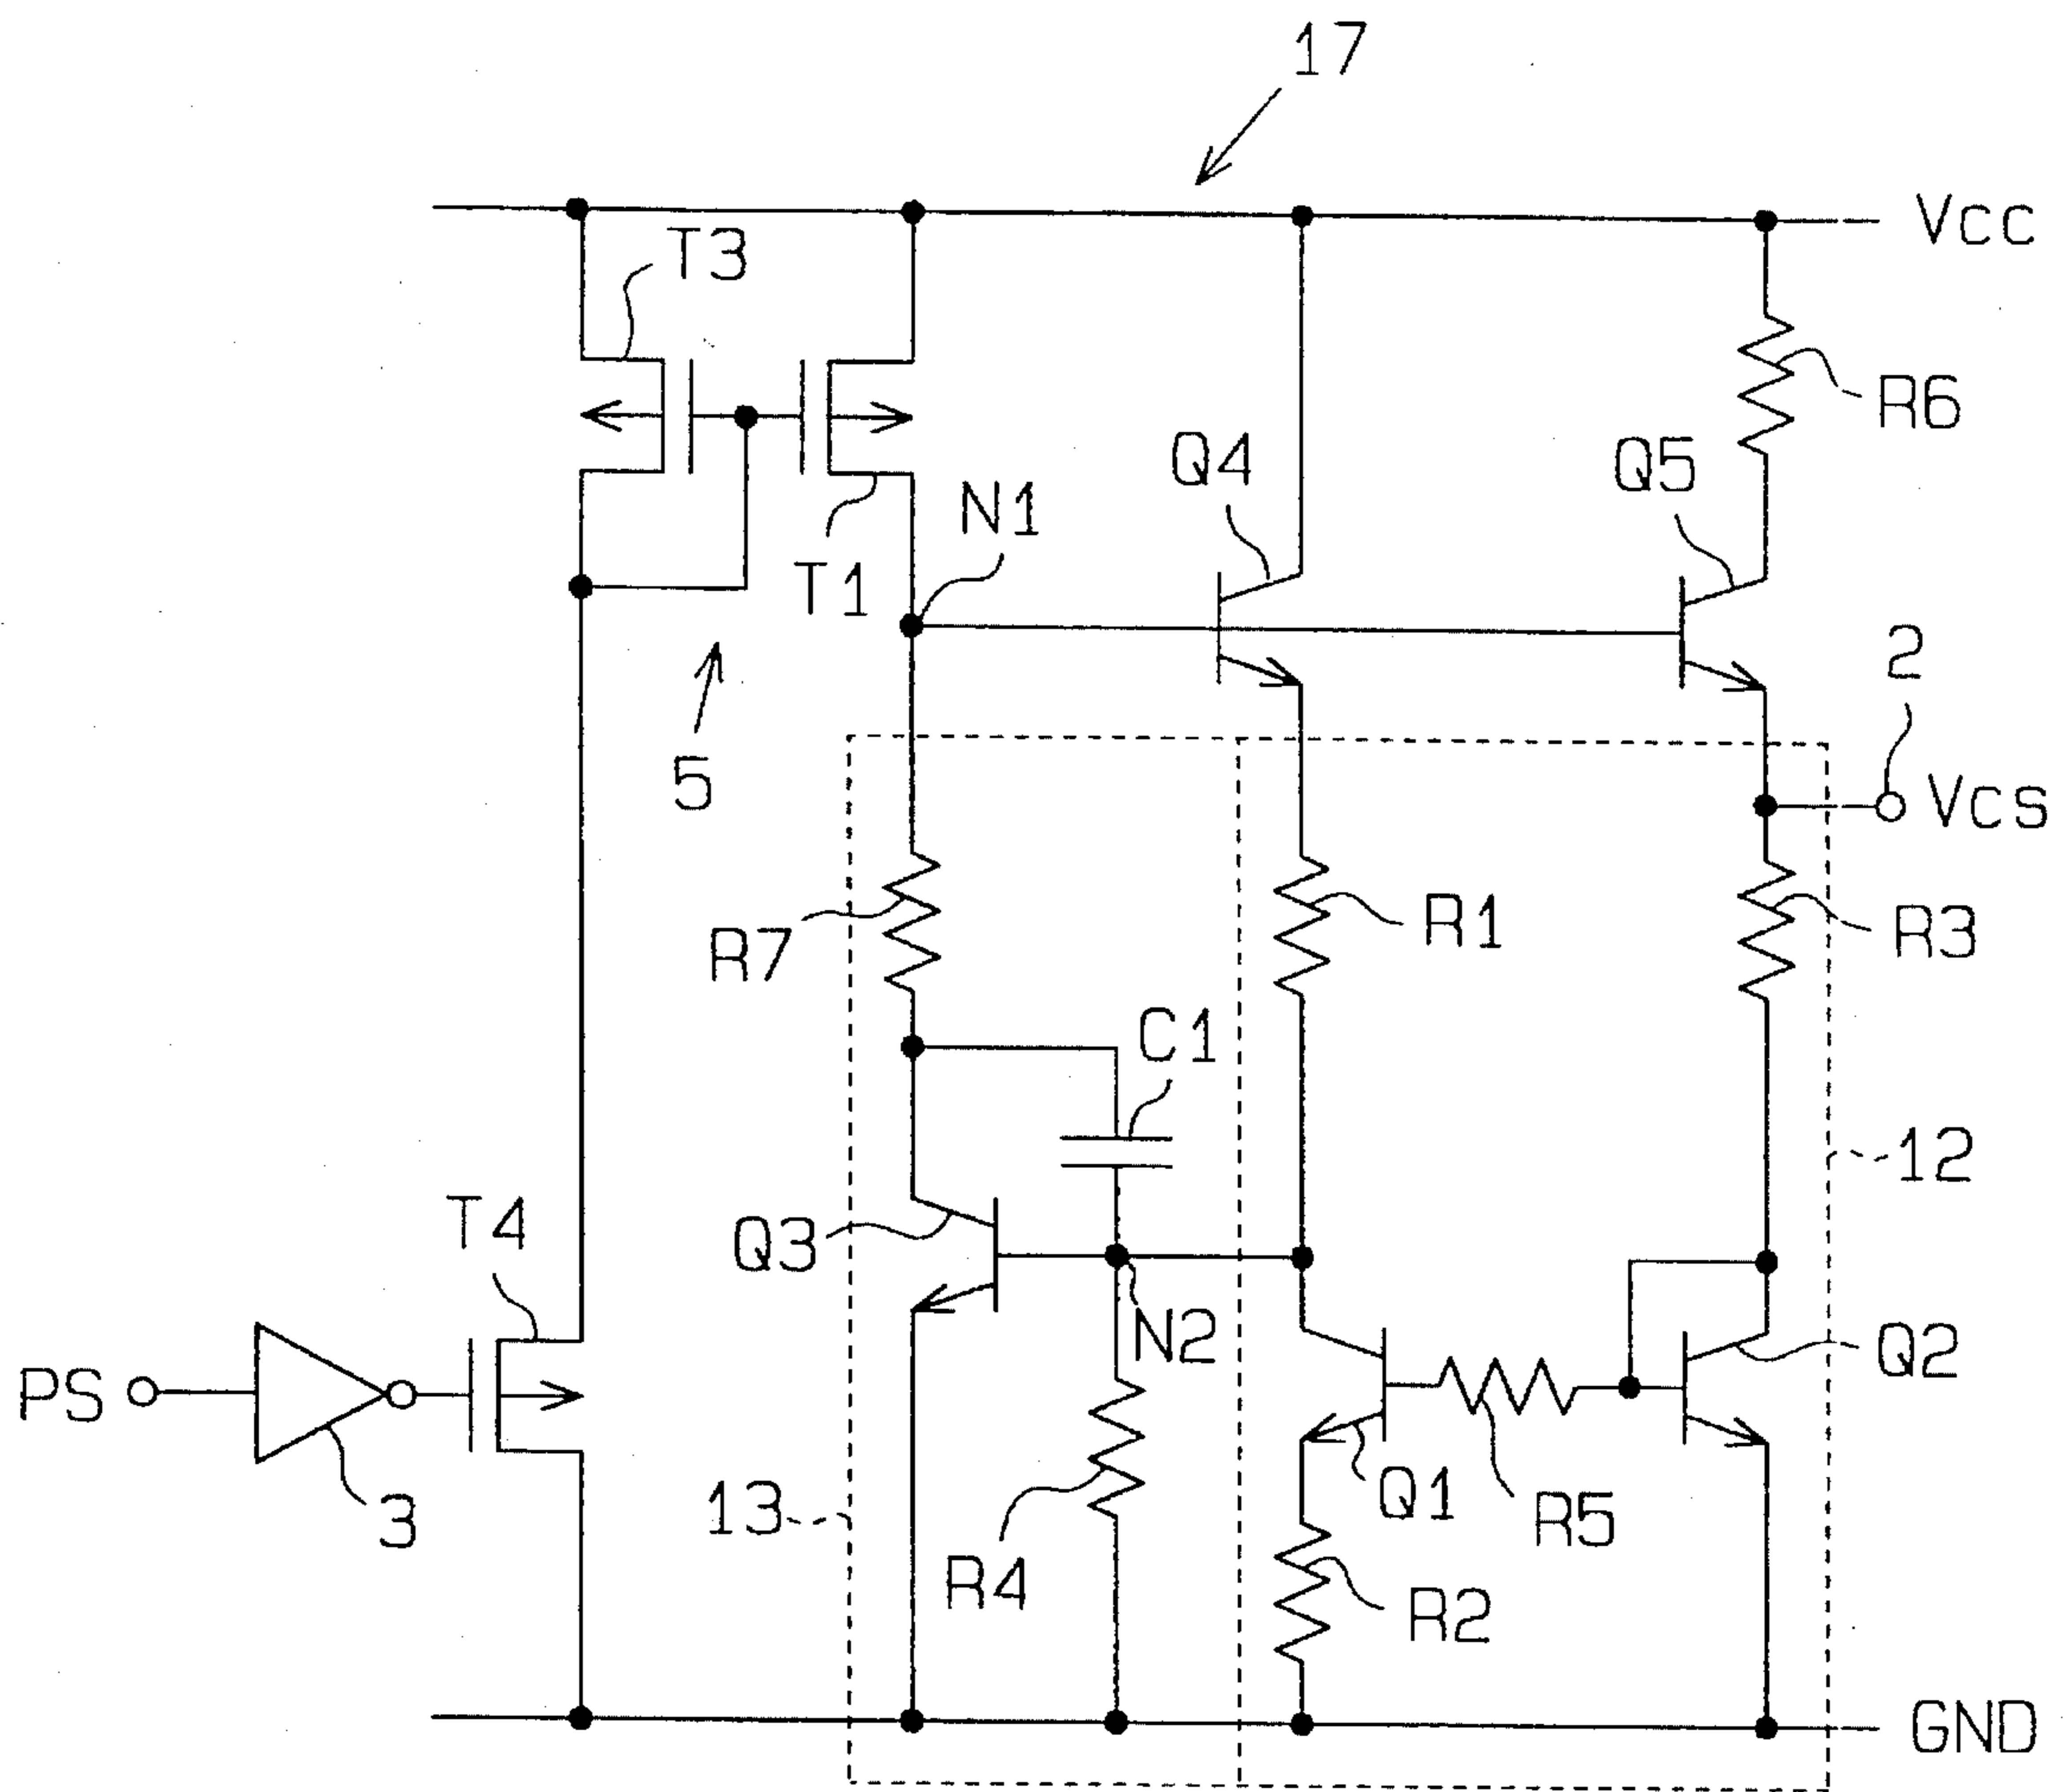 17
Vcc
T3
R6
Q4
Q5
N1
T1
2
5
Vcs
R7
R1
R3
C1
12
T4
Q3
N2
Q2
PS
3
13
Q1
R5
R4
R2
GND